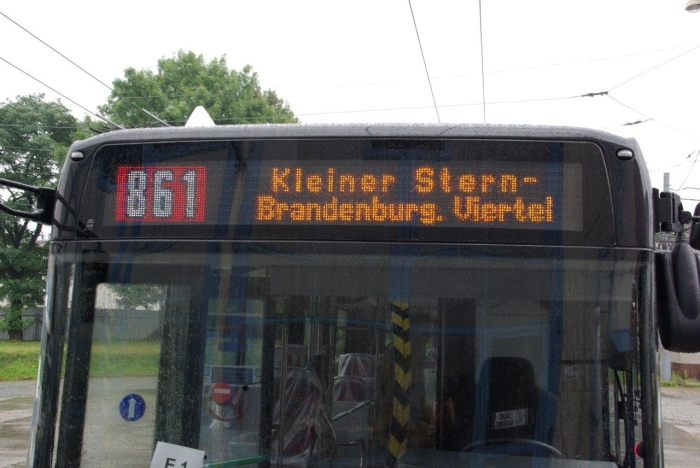 861
Kleiner Stern-
Brandenburg. Viertel